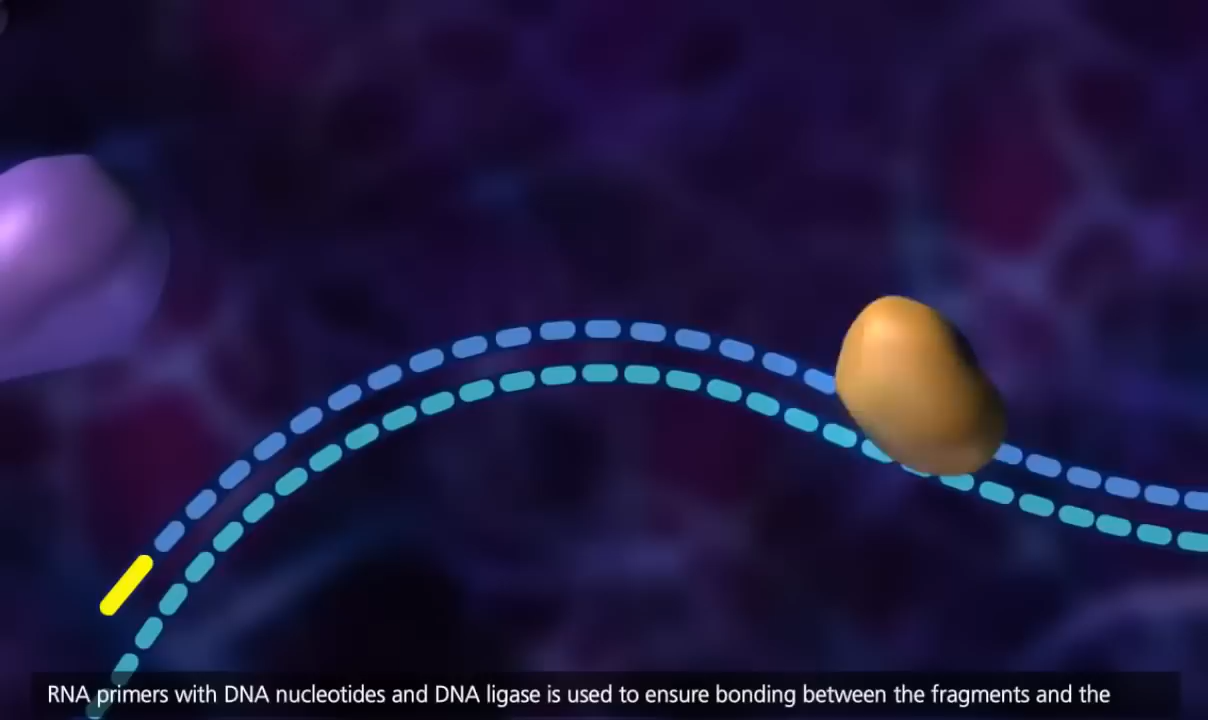 RNA primers with DNA nucleotides and DNA ligase is used to ensure bonding between the fragments and the